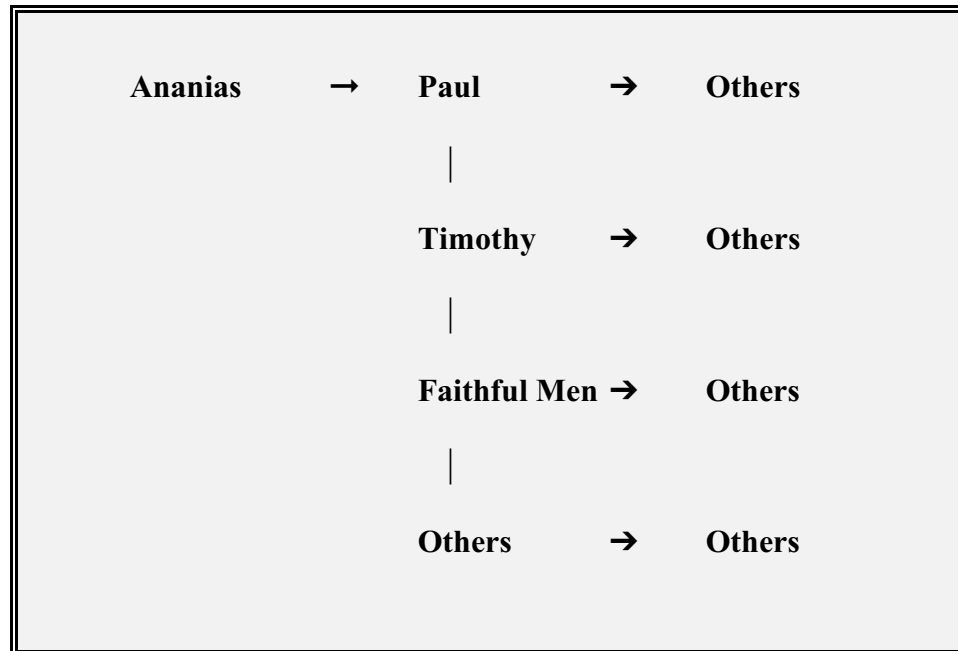 Ananias → Paul → Others
|
Timothy → Others
|
Faithful Men → Others
|
Others → Others